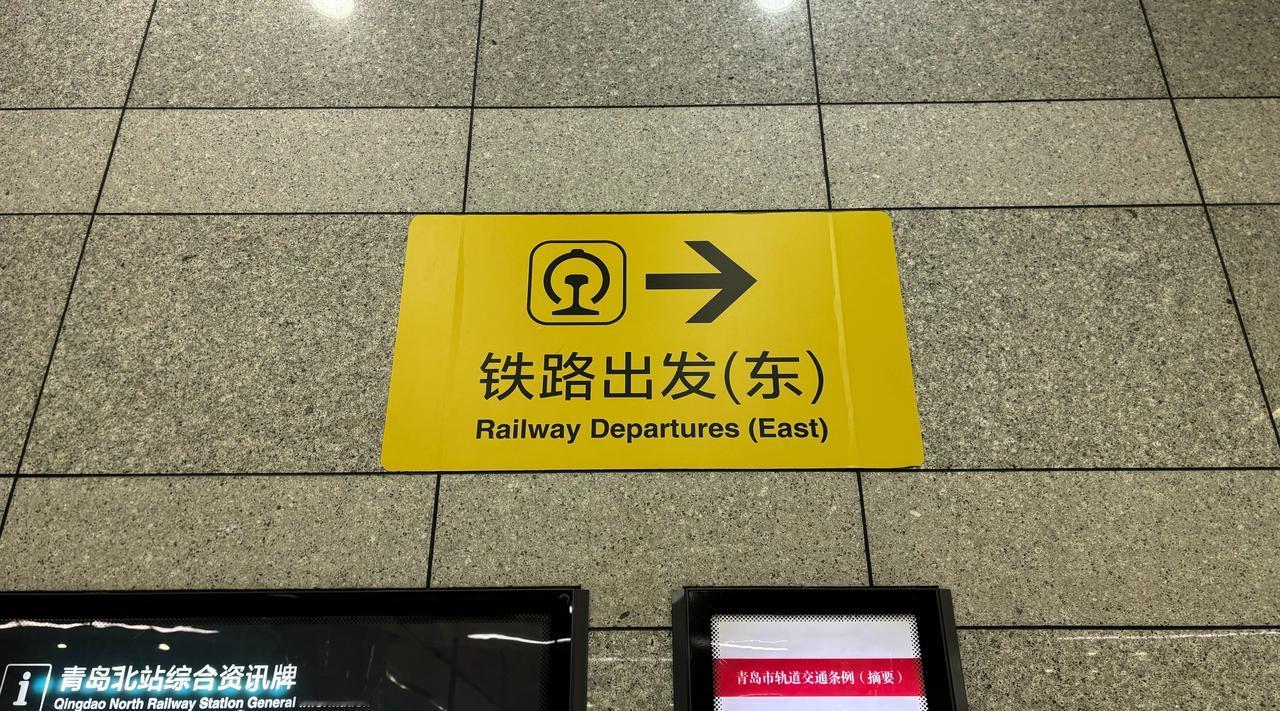 铁路出发(东)
Railway Departures (East)
青岛北站综合资讯牌
Qingdao North Railway Station General Information
青岛市轨道交通条例（摘要）